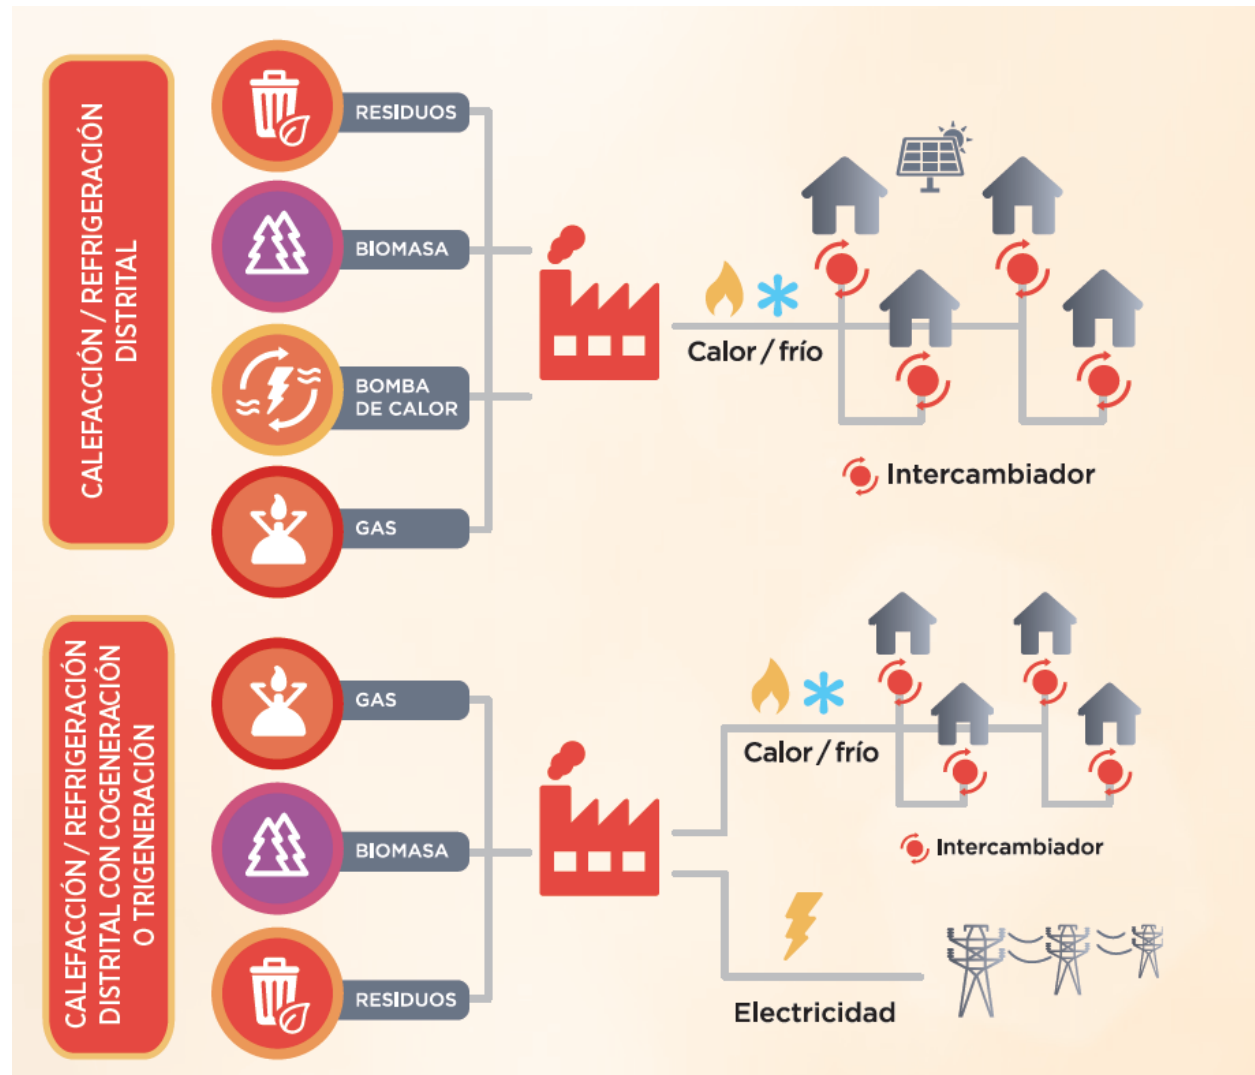 CALEFACCIÓN / REFRIGERACIÓN
DISTRITAL
RESIDUOS
BIOMASA
BOMBA
DE CALOR
GAS
Calor / frío
Intercambiador
CALEFACCIÓN / REFRIGERACIÓN
DISTRITAL CON COGENERACIÓN
O TRIGENERACIÓN
GAS
BIOMASA
RESIDUOS
Calor / frío
Intercambiador
Electricidad